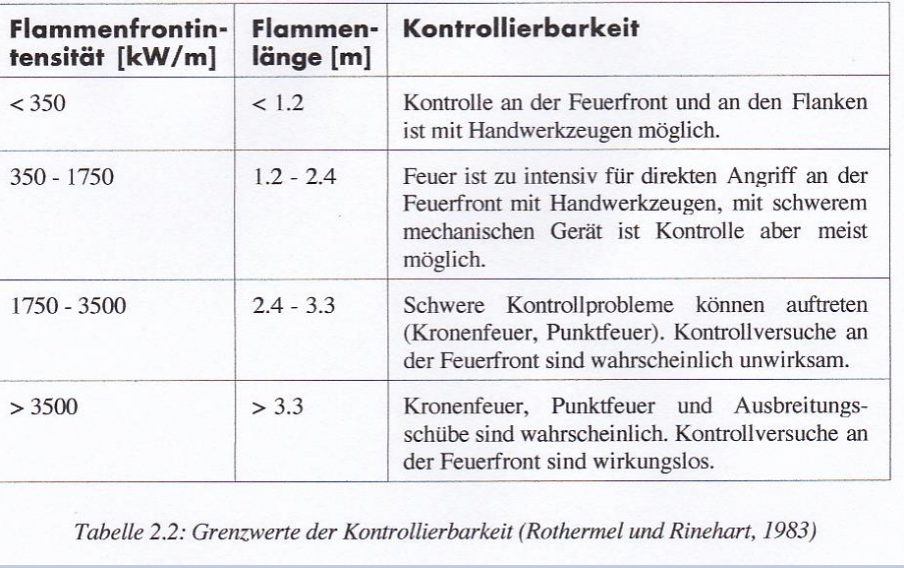 Flammenfrontin-
tensität [kW/m]
Flammen-
länge [m]
Kontrollierbarkeit
< 350
< 1.2
Kontrolle an der Feuerfront und an den Flanken
ist mit Handwerkzeugen möglich.
350 - 1750
1.2 - 2.4
Feuer ist zu intensiv für direkten Angriff an der
Feuerfront mit Handwerkzeugen, mit schwerem
mechanischen Gerät ist Kontrolle aber meist
möglich.
1750 - 3500
2.4 - 3.3
Schwere Kontrollprobleme können auftreten
(Kronenfeuer, Punktfeuer). Kontrollversuche an
der Feuerfront sind wahrscheinlich unwirksam.
> 3500
> 3.3
Kronenfeuer, Punktfeuer und Ausbreitungs-
schübe sind wahrscheinlich. Kontrollversuche an
der Feuerfront sind wirkungslos.
Tabelle 2.2: Grenzwerte der Kontrollierbarkeit (Rothermel und Rinehart, 1983)